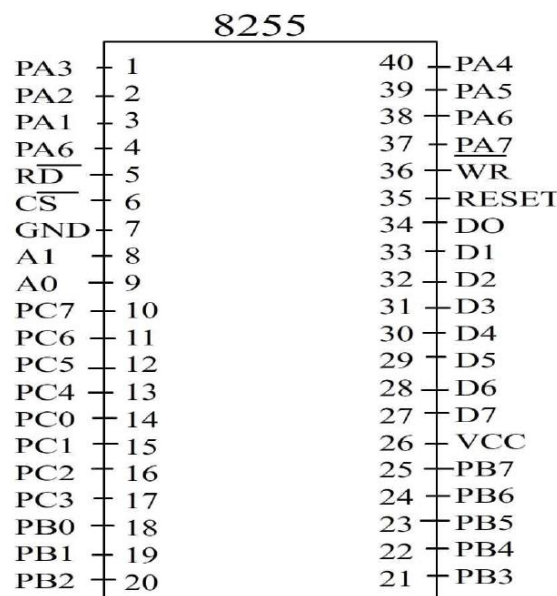 8255
PA3 1 40 PA4
PA2 2 39 PA5
PA1 3 38 PA6
PA6 4 37 PA7
RD 5 36 WR
CS 6 35 RESET
GND 7 34 DO
A1 8 33 D1
A0 9 32 D2
PC7 10 31 D3
PC6 11 30 D4
PC5 12 29 D5
PC4 13 28 D6
PC0 14 27 D7
PC1 15 26 VCC
PC2 16 25 PB7
PC3 17 24 PB6
PB0 18 23 PB5
PB1 19 22 PB4
PB2 20 21 PB3